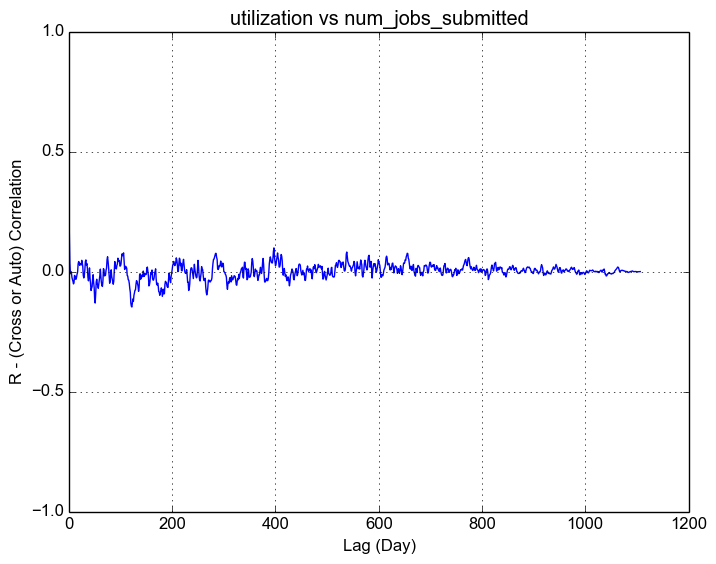 utilization vs num_jobs_submitted
1.0
0.5
0.0
−0.5
−1.0
R - (Cross or Auto) Correlation
0 200 400 600 800 1000 1200
Lag (Day)